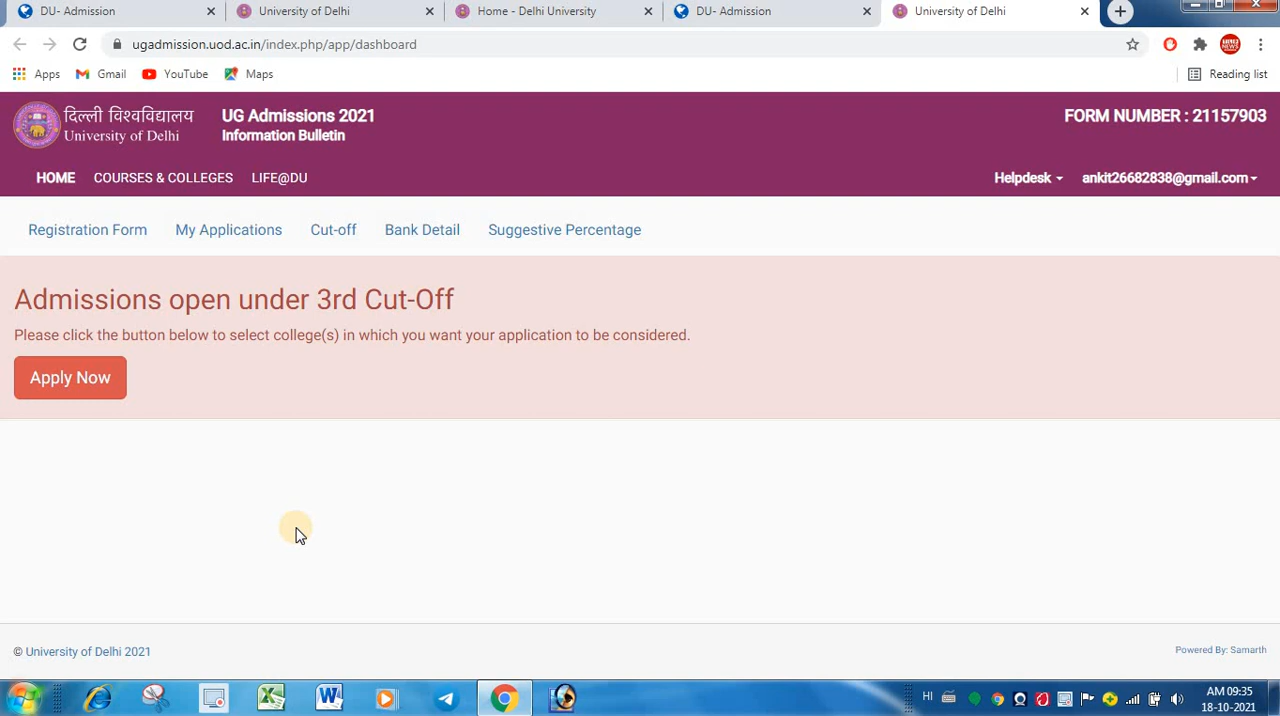 DU- Admission
University of Delhi
Home - Delhi University
DU- Admission
University of Delhi
ugadmission.uod.ac.in/index.php/app/dashboard
Apps
Gmail
YouTube
Maps
Reading list
दिल्ली विश्वविद्यालय
University of Delhi
UG Admissions 2021
Information Bulletin
FORM NUMBER : 21157903
HOME
COURSES & COLLEGES
LIFE@DU
Helpdesk
ankit26682838@gmail.com
Registration Form
My Applications
Cut-off
Bank Detail
Suggestive Percentage
Admissions open under 3rd Cut-Off
Please click the button below to select college(s) in which you want your application to be considered.
Apply Now
© University of Delhi 2021
Powered By: Samarth
HI
AM 09:35
18-10-2021